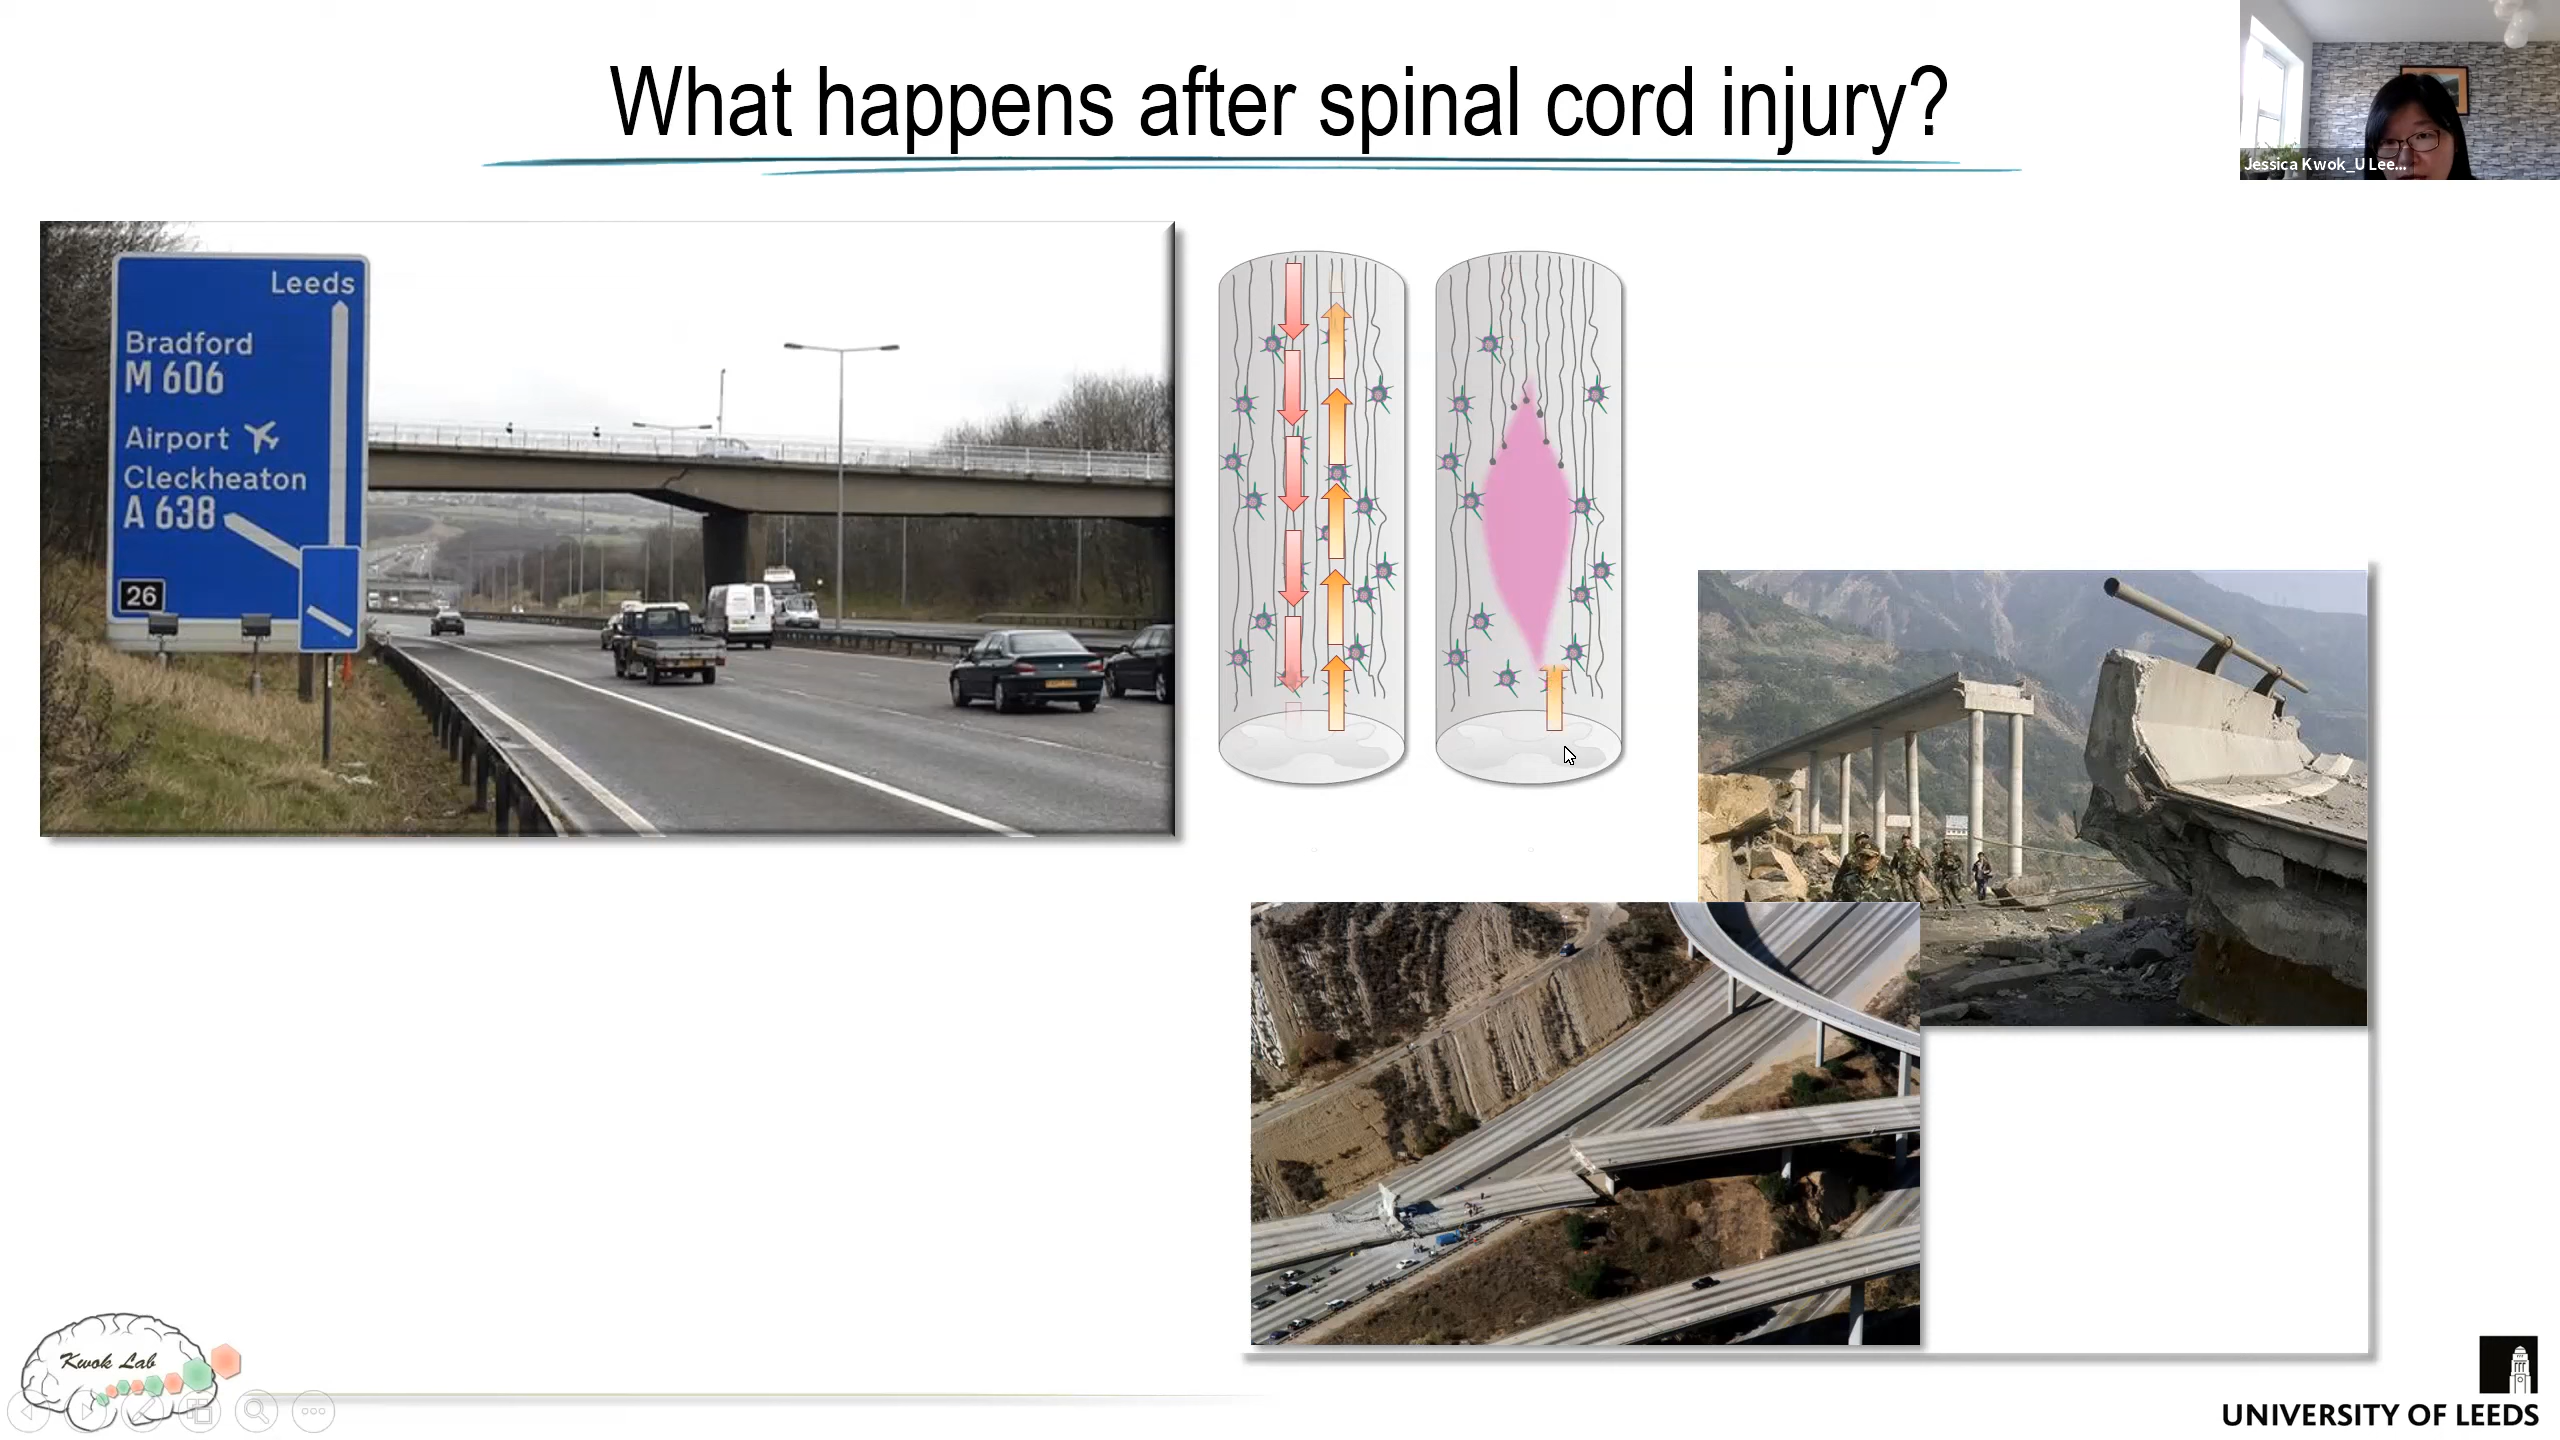 What happens after spinal cord injury?
Jessica Kwok_U Lee...
Leeds
Bradford
M 606
Airport
Cleckheaton
A 638
26
Kwok Lab
UNIVERSITY OF LEEDS